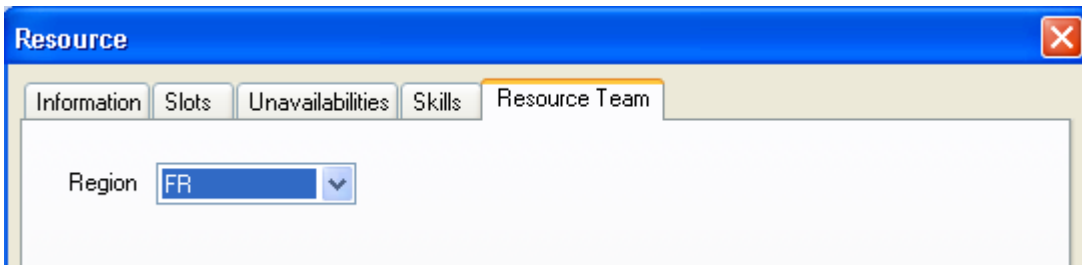 Resource
Information Slots Unavailabilities Skills Resource Team
Region FR